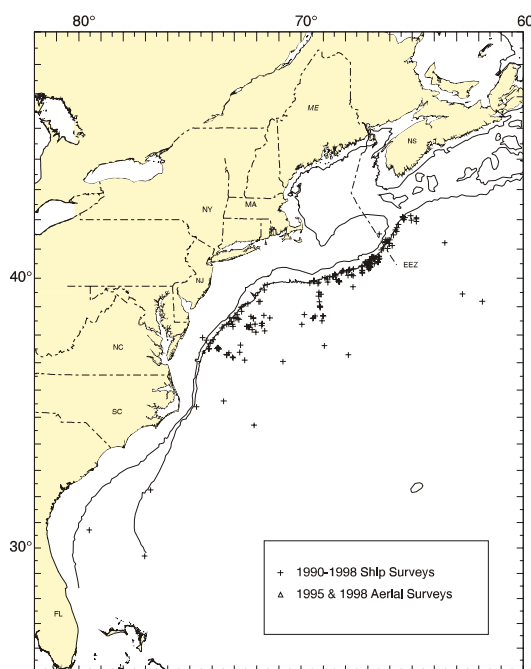 80°
70°
60
ME
NS
NY
MA
40°
EEZ
NJ
NC
SC
30°
+ 1990-1998 Ship Surveys
△ 1995 & 1998 Aerial Surveys
FL